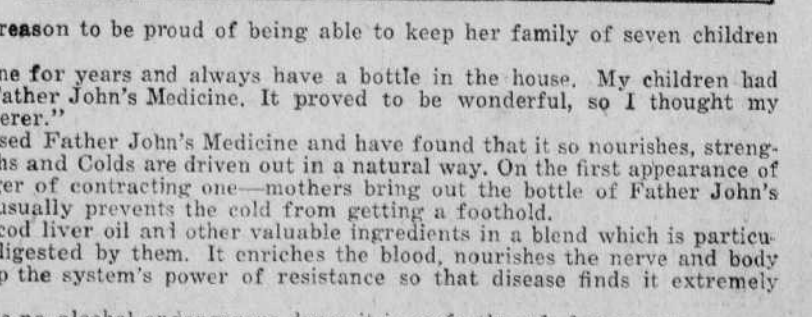 reason to be proud of being able to keep her family of seven children
ne for years and always have a bottle in the house. My children had
ather John's Medicine. It proved to be wonderful, so I thought my
erer."
sed Father John's Medicine and have found that it so nourishes, streng-
hs and Colds are driven out in a natural way. On the first appearance of
er of contracting one—mothers bring out the bottle of Father John's
usually prevents the cold from getting a foothold.
cod liver oil and other valuable ingredients in a blend which is particu-
digested by them. It enriches the blood, nourishes the nerve and body
p the system's power of resistance so that disease finds it extremely